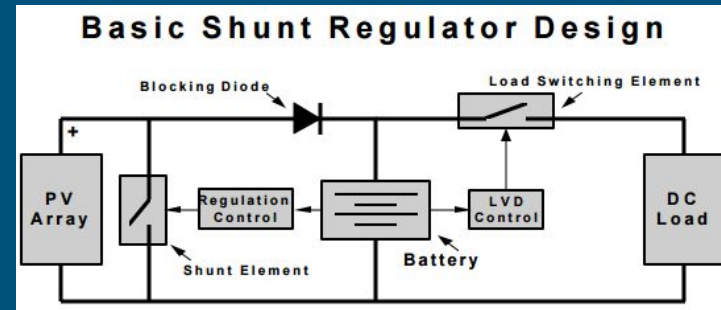 Basic Shunt Regulator Design
Blocking Diode
Load Switching Element
+
PV
Array
Regulation
Control
LVD
Control
DC
Load
Shunt Element
Battery